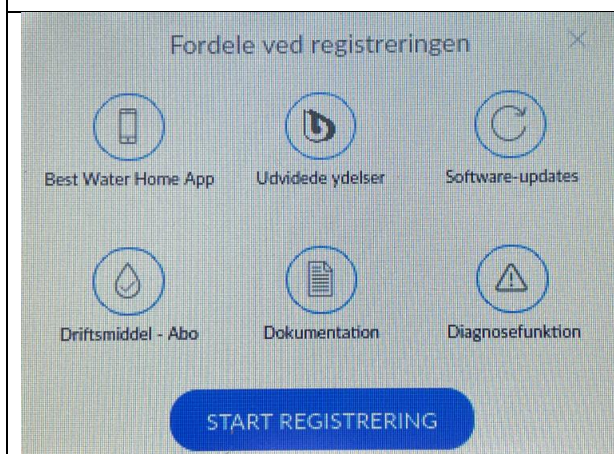 Fordele ved registreringen
Best Water Home App
Udvidede ydelser
Software-updates
Driftsmiddel - Abo
Dokumentation
Diagnosefunktion
START REGISTRERING